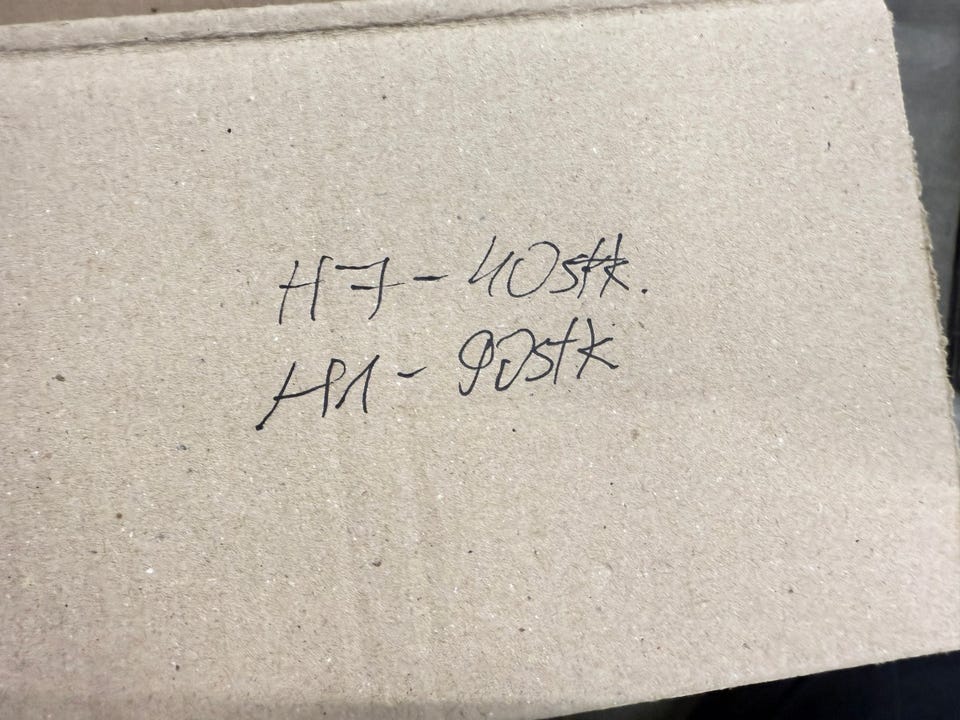 H7 - 40stk.
H1 - 90stk